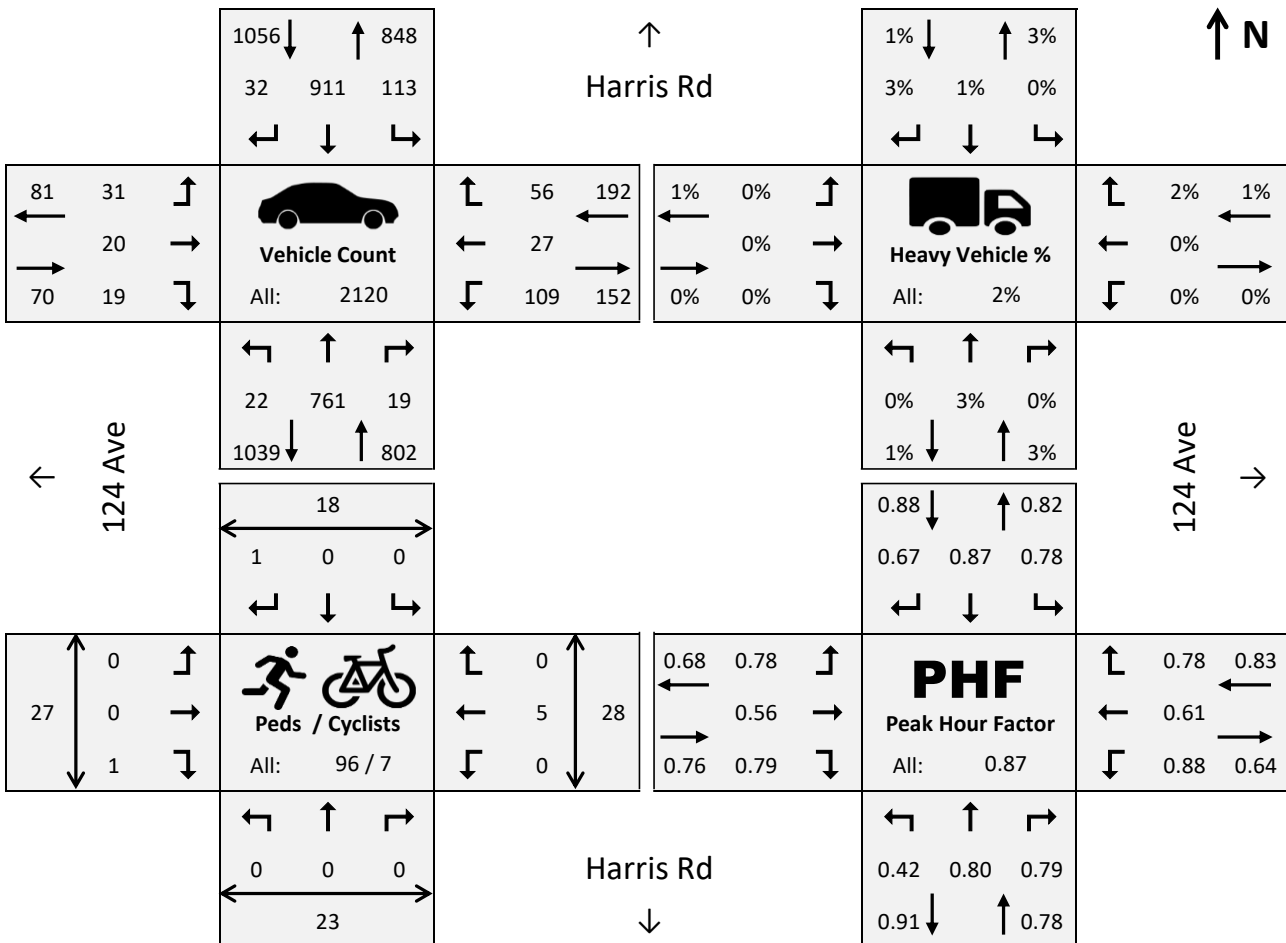 1056 848 1% 3% N
Harris Rd
32 911 113 3% 1% 0%
81 31 56 192 1% 0% 2% 1%
20 Vehicle Count 27 0% Heavy Vehicle % 0%
70 19 All: 2120 109 152 0% 0% All: 2% 0% 0%
22 761 19 0% 3% 0%
1039 802 1% 3%
124 Ave 124 Ave
18 0.88 0.82
1 0 0 0.67 0.87 0.78
0 0 0.68 0.78 PHF 0.78 0.83
27 0 Peds / Cyclists 5 28 0.56 Peak Hour Factor 0.61
1 All: 96 / 7 0 0.76 0.79 All: 0.87 0.88 0.64
0 0 0 Harris Rd 0.42 0.80 0.79
23 0.91 0.78